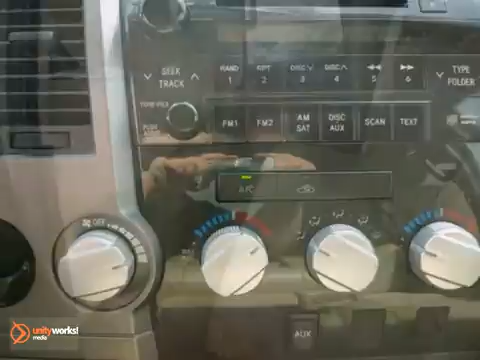 SEEK
TRACK
RAND
1
RPT
2
DISC
3
DISC
4
5
6
TYPE
FOLDER
FM1
FM2
AM
SAT
DISC
AUX
SCAN
TEXT
A/C
OFF
AUX
unityworks!
media